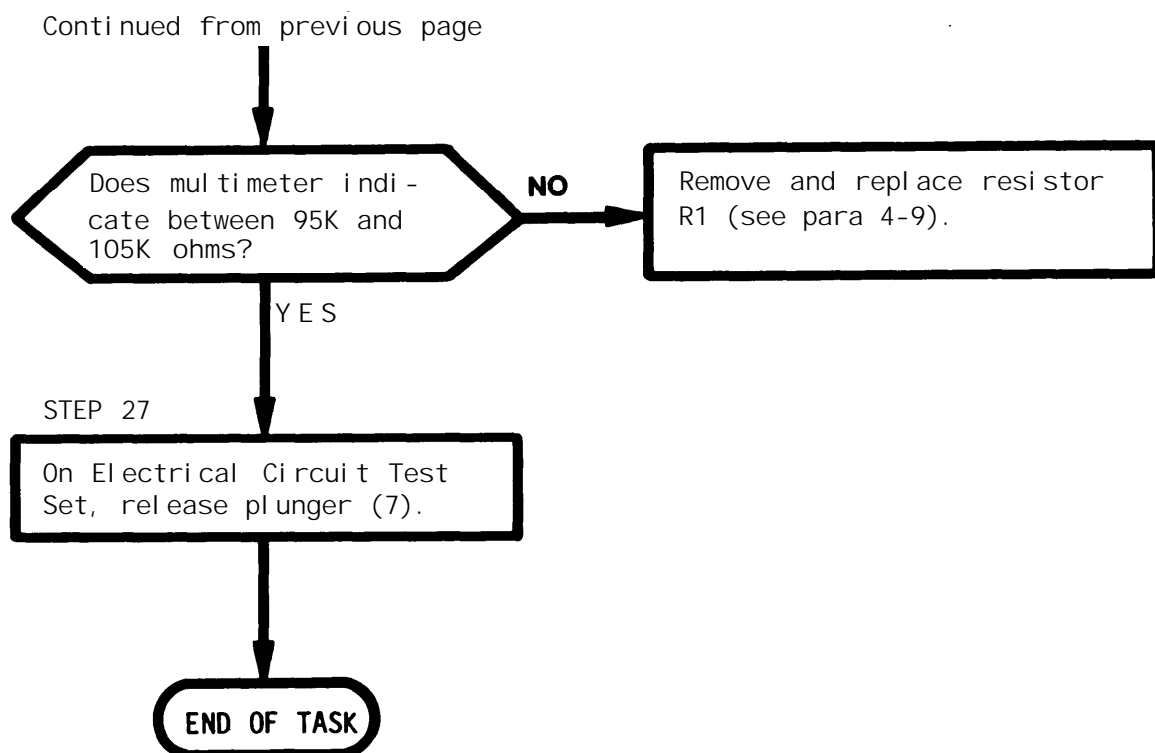 Continued from previous page
Does multimeter indi-
cate between 95K and
105K ohms?
NO
Remove and replace resistor
R1 (see para 4-9).
YES
STEP 27
On Electrical Circuit Test
Set, release plunger (7).
END OF TASK